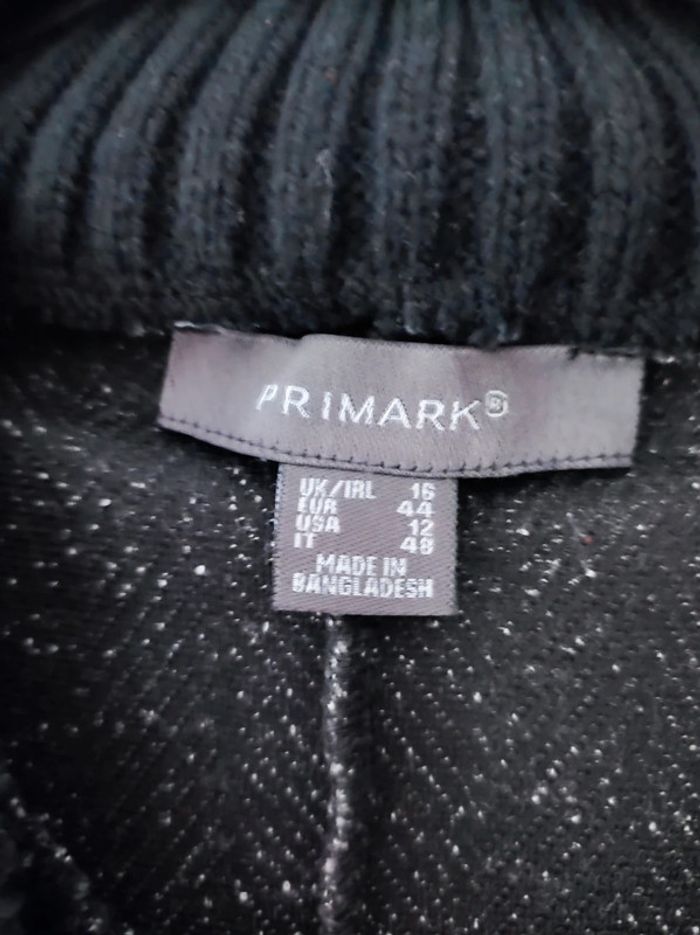 PRIMARK®
UK/IRL 16
EUR 44
USA 12
IT 48
MADE IN
BANGLADESH